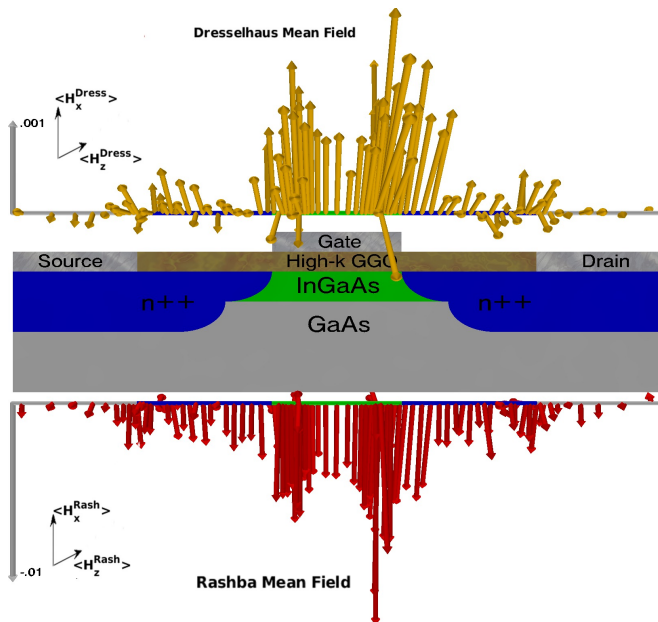 Dresselhaus Mean Field
<H_x^Dress>
.001
<H_z^Dress>
Gate
Source High-k GGO Drain
InGaAs
n++ n++
GaAs
<H_x^Rash>
<H_z^Rash>
-.01
Rashba Mean Field